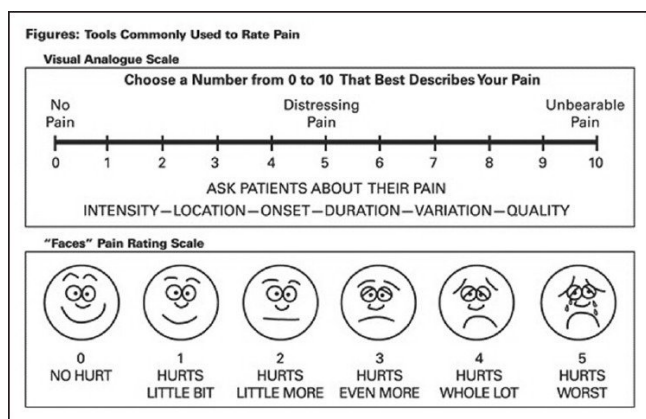 Figures: Tools Commonly Used to Rate Pain
Visual Analogue Scale
Choose a Number from 0 to 10 That Best Describes Your Pain
No Pain
Distressing Pain
Unbearable Pain
0 1 2 3 4 5 6 7 8 9 10
ASK PATIENTS ABOUT THEIR PAIN
INTENSITY—LOCATION—ONSET—DURATION—VARIATION—QUALITY
"Faces" Pain Rating Scale
0 1 2 3 4 5
NO HURT HURTS HURTS HURTS HURTS HURTS
LITTLE BIT LITTLE MORE EVEN MORE WHOLE LOT WORST